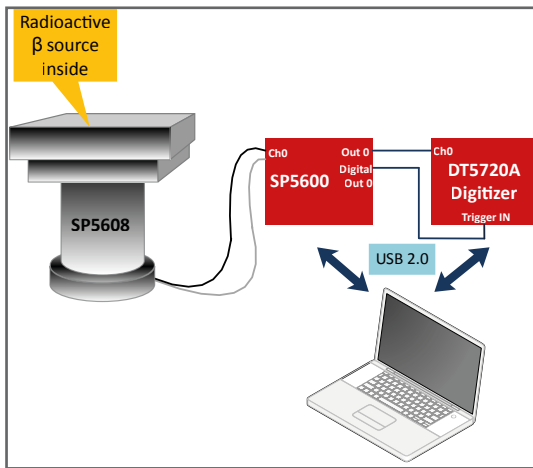 Radioactive
β source
inside
SP5608
Ch0
Out 0
SP5600
Digital
Out 0
Ch0
DT5720A
Digitizer
Trigger IN
USB 2.0